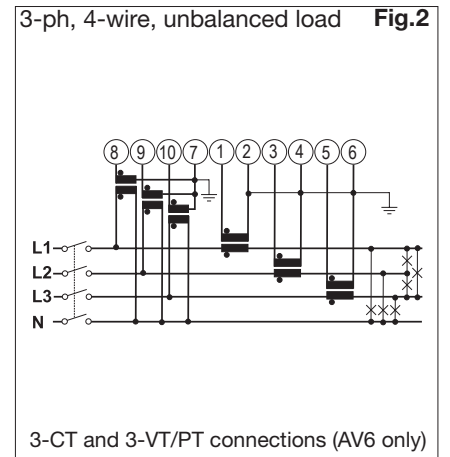 3-ph, 4-wire, unbalanced load Fig.2
8 9 10 7 1 2 3 4 5 6
L1
L2
L3
N
3-CT and 3-VT/PT connections (AV6 only)